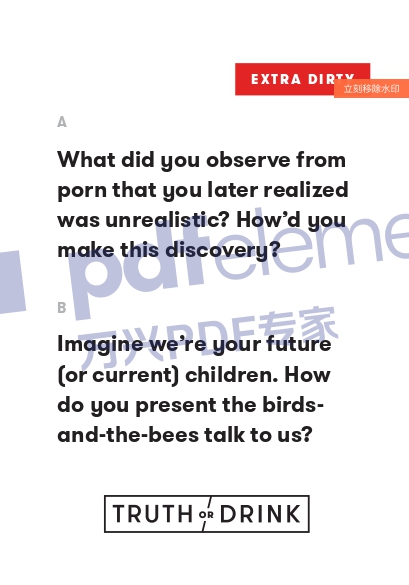 EXTRA DIRTY
立刻移除水印
A
What did you observe from
porn that you later realized
was unrealistic? How'd you
make this discovery?
pdfeleme
B
万兴PDF专家
Imagine we're your future
(or current) children. How
do you present the birds-
and-the-bees talk to us?
TRUTH OR DRINK